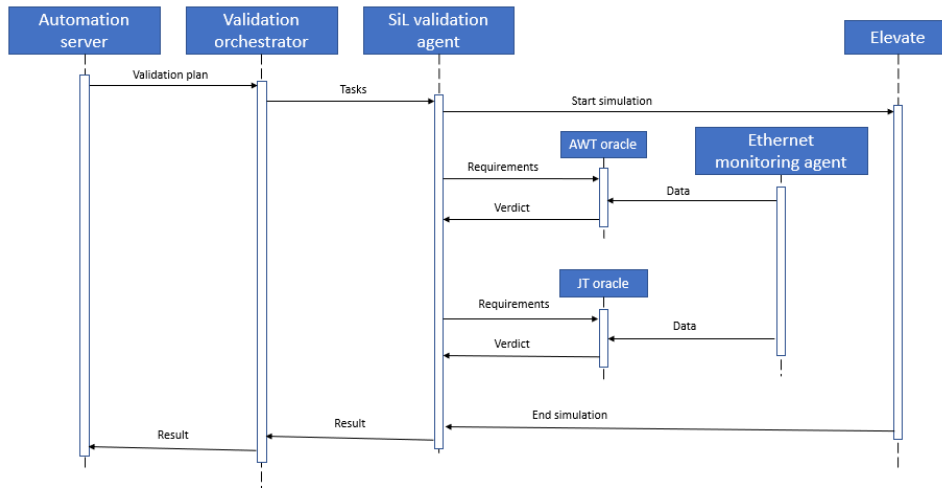 Automation
server
Validation
orchestrator
SiL validation
agent
Elevate
Validation plan
Tasks
Start simulation
AWT oracle
Ethernet
monitoring agent
Requirements
Data
Verdict
JT oracle
Requirements
Data
Verdict
End simulation
Result
Result